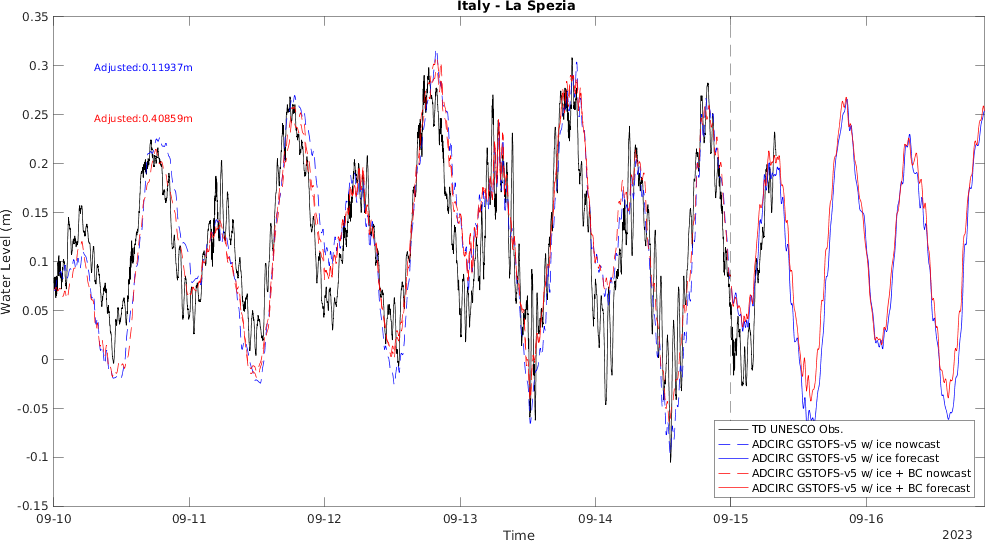 Italy - La Spezia
0.35
0.3
0.25
0.2
0.15
0.1
0.05
0
-0.05
-0.1
-0.15
Water Level (m)
Adjusted:0.11937m
Adjusted:0.40859m
TD UNESCO Obs.
ADCIRC GSTOFS-v5 w/ ice nowcast
ADCIRC GSTOFS-v5 w/ ice forecast
ADCIRC GSTOFS-v5 w/ ice + BC nowcast
ADCIRC GSTOFS-v5 w/ ice + BC forecast
09-10 09-11 09-12 09-13 09-14 09-15 09-16
Time
2023